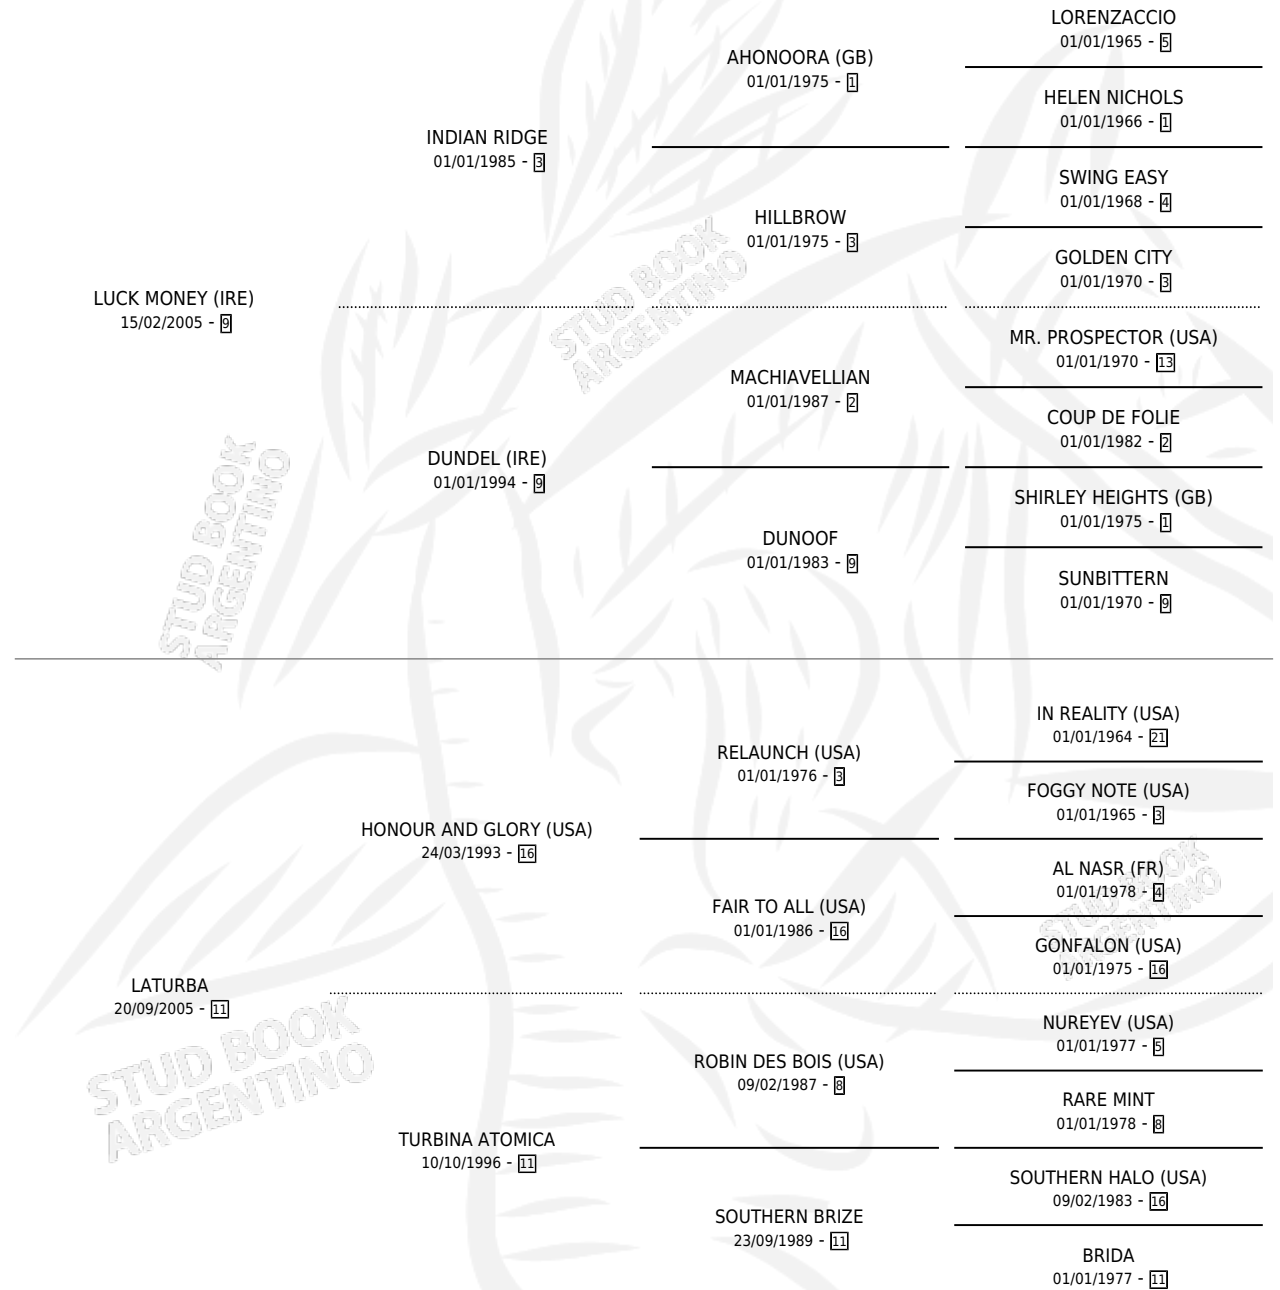 LORENZACCIO
01/01/1965 - 5
AHONOORA (GB)
01/01/1975 - 1
HELEN NICHOLS
01/01/1966 - 1
INDIAN RIDGE
01/01/1985 - 3
SWING EASY
01/01/1968 - 4
HILLBROW
01/01/1975 - 3
GOLDEN CITY
01/01/1970 - 3
LUCK MONEY (IRE)
15/02/2005 - 9
STUD BOOK
ARGENTINO
MR. PROSPECTOR (USA)
01/01/1970 - 13
MACHIAVELLIAN
01/01/1987 - 2
COUP DE FOLIE
01/01/1982 - 2
DUNDEL (IRE)
01/01/1994 - 9
SHIRLEY HEIGHTS (GB)
01/01/1975 - 1
DUNOOF
01/01/1983 - 9
SUNBITTERN
01/01/1970 - 9
STUD BOOK
ARGENTINO
IN REALITY (USA)
01/01/1964 - 21
RELAUNCH (USA)
01/01/1976 - 3
FOGGY NOTE (USA)
01/01/1965 - 3
HONOUR AND GLORY (USA)
24/03/1993 - 16
AL NASR (FR)
01/01/1978 - 4
FAIR TO ALL (USA)
01/01/1986 - 16
STUD BOOK
ARGENTINO
GONFALON (USA)
01/01/1975 - 16
LATURBA
20/09/2005 - 11
STUD BOOK
ARGENTINO
NUREYEV (USA)
01/01/1977 - 5
ROBIN DES BOIS (USA)
09/02/1987 - 8
RARE MINT
01/01/1978 - 8
TURBINA ATOMICA
10/10/1996 - 11
SOUTHERN HALO (USA)
09/02/1983 - 16
SOUTHERN BRIZE
23/09/1989 - 11
BRIDA
01/01/1977 - 11